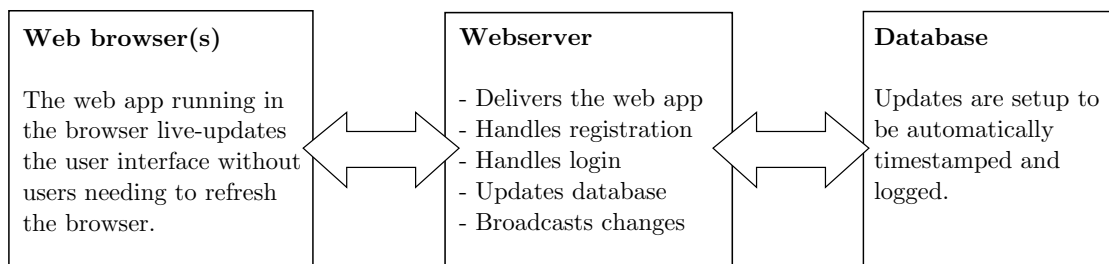 Web browser(s)
The web app running in
the browser live-updates
the user interface without
users needing to refresh
the browser.
Webserver
- Delivers the web app
- Handles registration
- Handles login
- Updates database
- Broadcasts changes
Database
Updates are setup to
be automatically
timestamped and
logged.